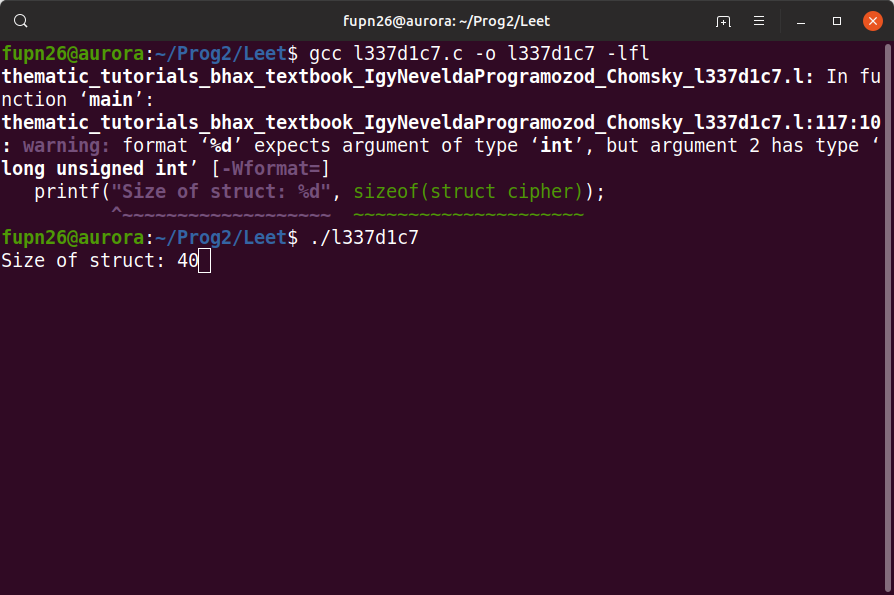 fupn26@aurora: ~/Prog2/Leet
fupn26@aurora:~/Prog2/Leet$ gcc l337d1c7.c -o l337d1c7 -lfl
thematic_tutorials_bhax_textbook_IgyNeveldaProgramozod_Chomsky_l337d1c7.l: In fu
nction ‘main’:
thematic_tutorials_bhax_textbook_IgyNeveldaProgramozod_Chomsky_l337d1c7.l:117:10
: warning: format ‘%d’ expects argument of type ‘int’, but argument 2 has type ‘
long unsigned int’ [-Wformat=]
   printf("Size of struct: %d", sizeof(struct cipher));
          ^~~~~~~~~~~~~~~~~~~~  ~~~~~~~~~~~~~~~~~~~~~
fupn26@aurora:~/Prog2/Leet$ ./l337d1c7
Size of struct: 40